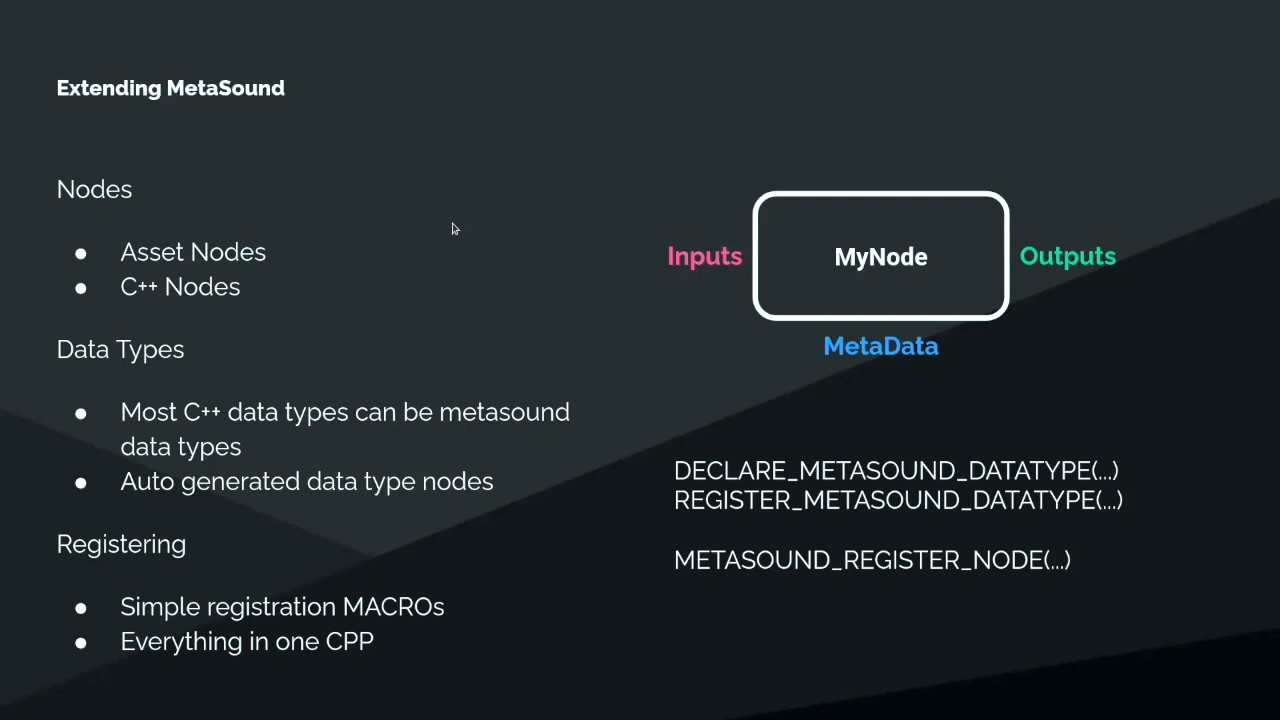 Extending MetaSound
Nodes
● Asset Nodes
● C++ Nodes
Data Types
● Most C++ data types can be metasound
data types
● Auto generated data type nodes
Registering
● Simple registration MACROs
● Everything in one CPP
Inputs
MyNode
Outputs
MetaData
DECLARE_METASOUND_DATATYPE(...)
REGISTER_METASOUND_DATATYPE(...)
METASOUND_REGISTER_NODE(...)